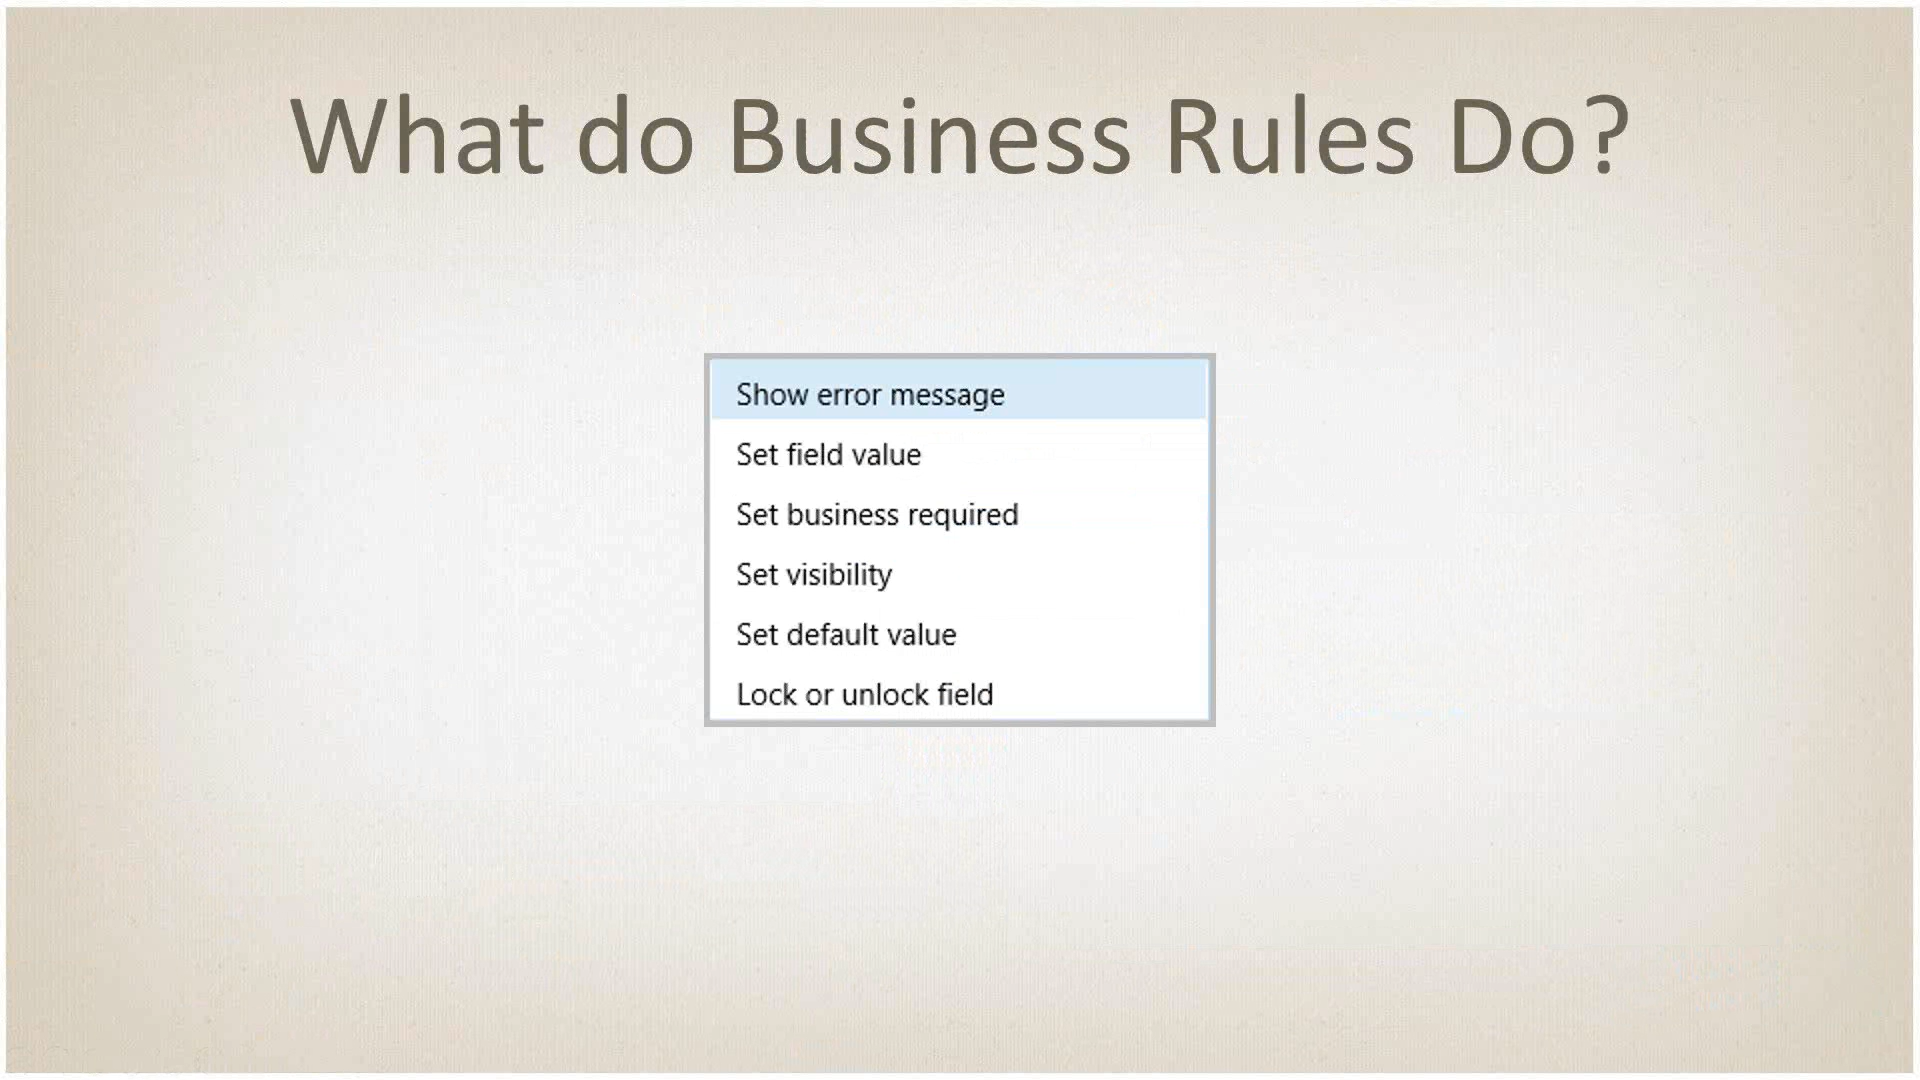 What do Business Rules Do?
Show error message
Set field value
Set business required
Set visibility
Set default value
Lock or unlock field